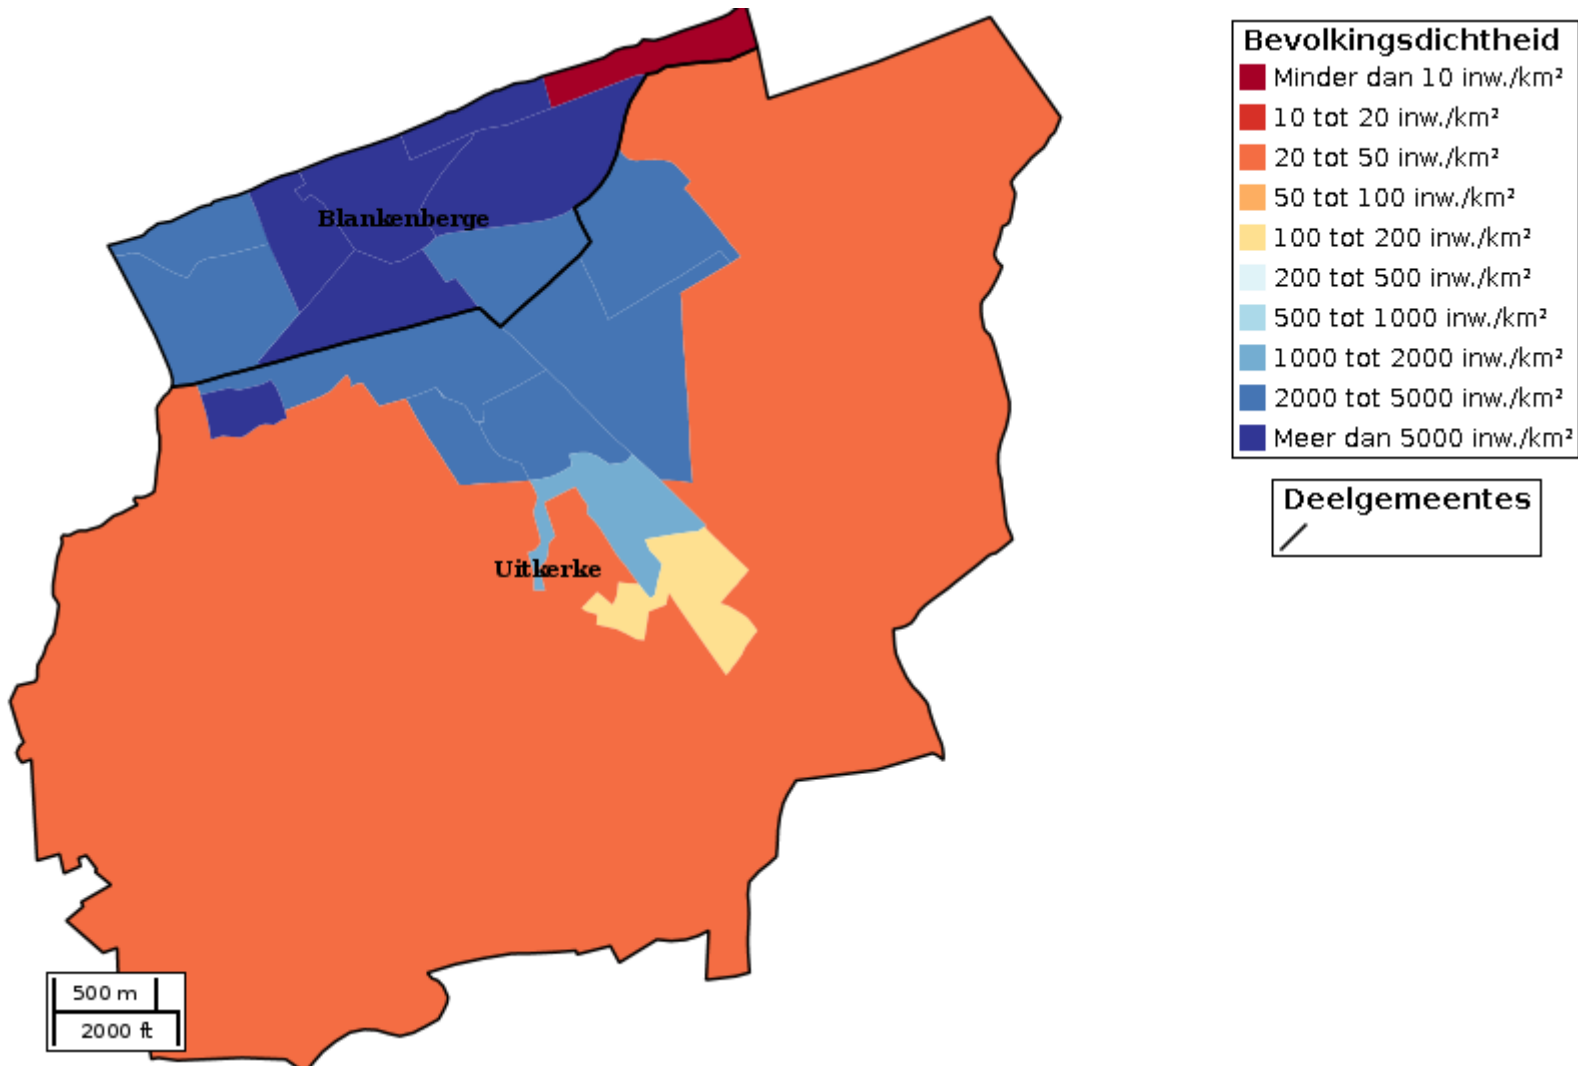 Bevolkingsdichtheid
Minder dan 10 inw./km²
10 tot 20 inw./km²
20 tot 50 inw./km²
50 tot 100 inw./km²
100 tot 200 inw./km²
200 tot 500 inw./km²
500 tot 1000 inw./km²
1000 tot 2000 inw./km²
2000 tot 5000 inw./km²
Meer dan 5000 inw./km²
Deelgemeentes
Blankenberge
Uitkerke
500 m
2000 ft